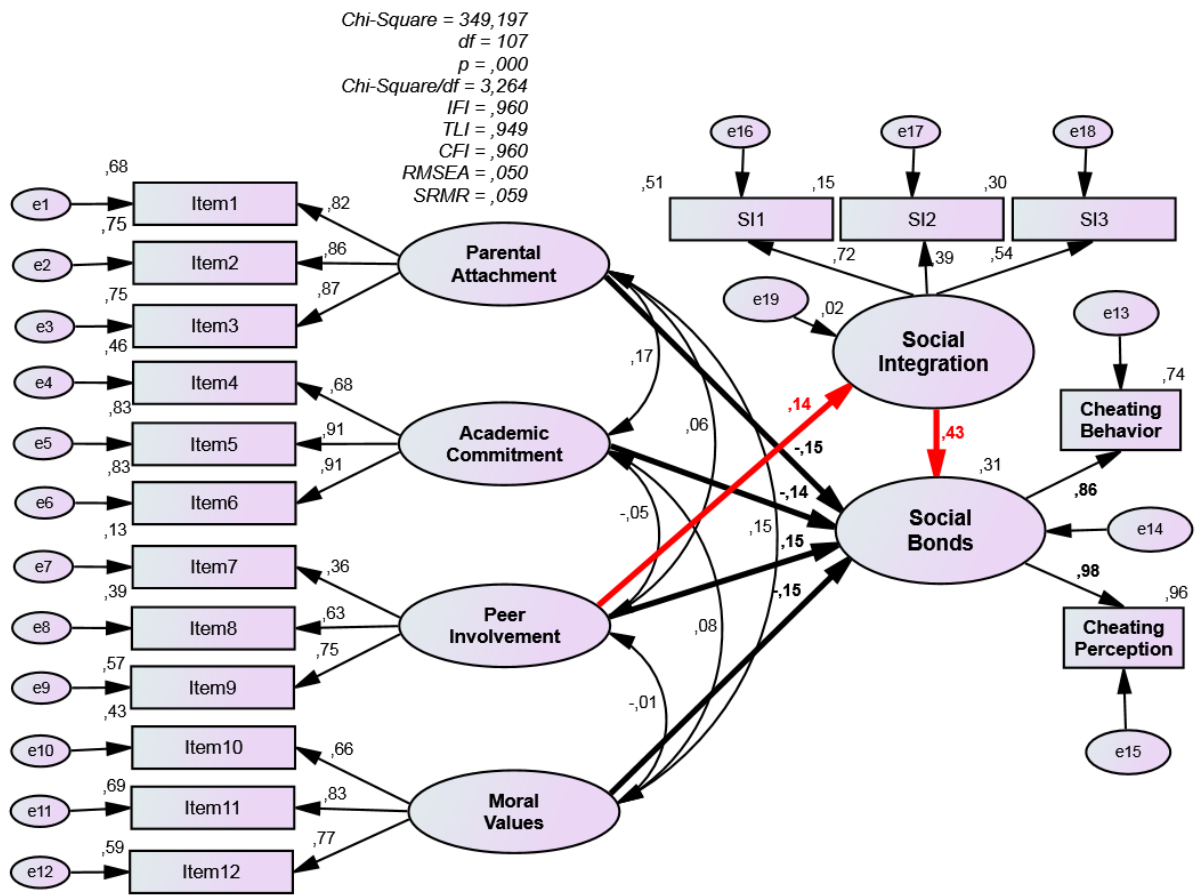 Chi-Square = 349,197
df = 107
p = ,000
Chi-Square/df = 3,264
IFI = ,960
TLI = ,949
CFI = ,960
RMSEA = ,050
SRMR = ,059
e16
e17
e18
,51
,15
,30
SI1
SI2
SI3
,72
,39
,54
e19
,02
Social
Integration
e13
,74
Cheating
Behavior
,68
e1
Item1
,82
,75
e2
Item2
,86
,75
e3
Item3
,87
Parental
Attachment
,46
e4
Item4
,68
,83
e5
Item5
,91
,83
e6
Item6
,91
Academic
Commitment
,13
e7
Item7
,36
,39
e8
Item8
,63
,57
e9
Item9
,75
Peer
Involvement
,43
e10
Item10
,66
,69
e11
Item11
,83
,59
e12
Item12
,77
Moral
Values
,17
,06
-,05
,15
,08
-,01
,14
-,15
-,14
,15
-,15
,43
,31
Social
Bonds
,86
e14
,98
,96
Cheating
Perception
e15